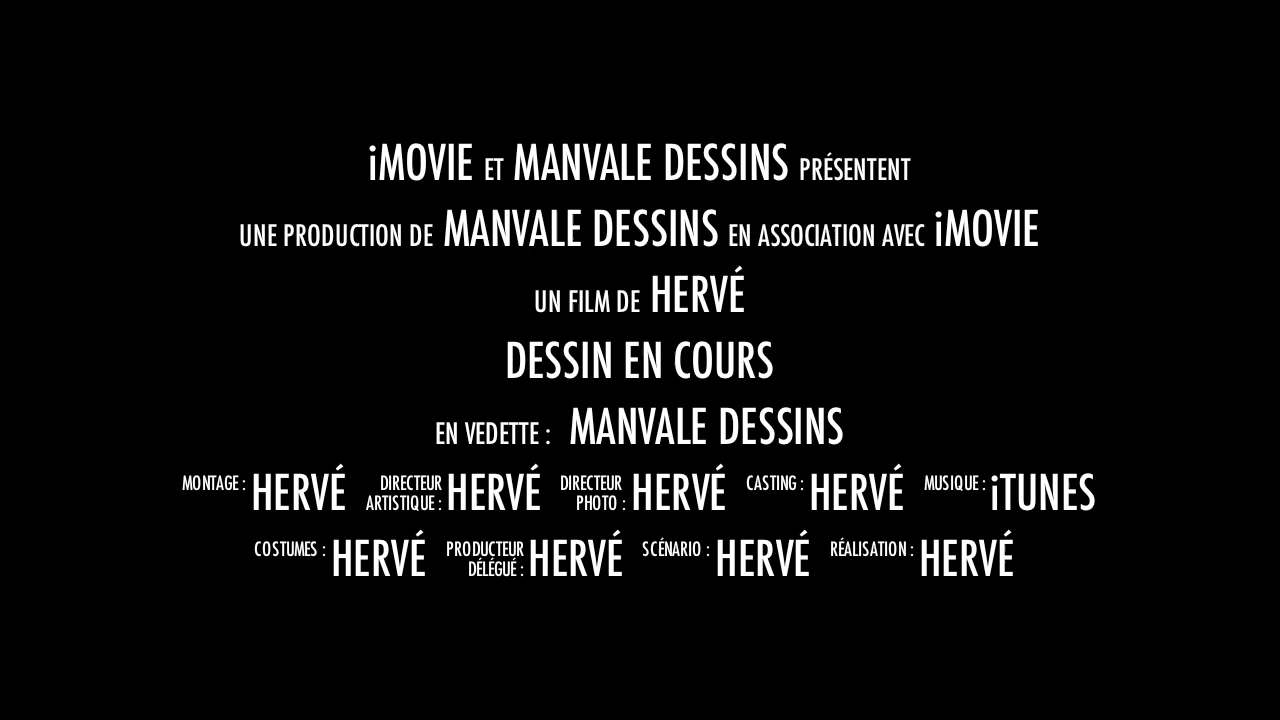 iMOVIE ET MANVALE DESSINS PRÉSENTENT
UNE PRODUCTION DE MANVALE DESSINS EN ASSOCIATION AVEC iMOVIE
UN FILM DE HERVÉ
DESSIN EN COURS
EN VEDETTE : MANVALE DESSINS
MONTAGE : HERVÉ DIRECTEUR ARTISTIQUE : HERVÉ DIRECTEUR PHOTO : HERVÉ CASTING : HERVÉ MUSIQUE : iTUNES
COSTUMES : HERVÉ PRODUCTEUR DÉLÉGUÉ : HERVÉ SCÉNARIO : HERVÉ RÉALISATION : HERVÉ